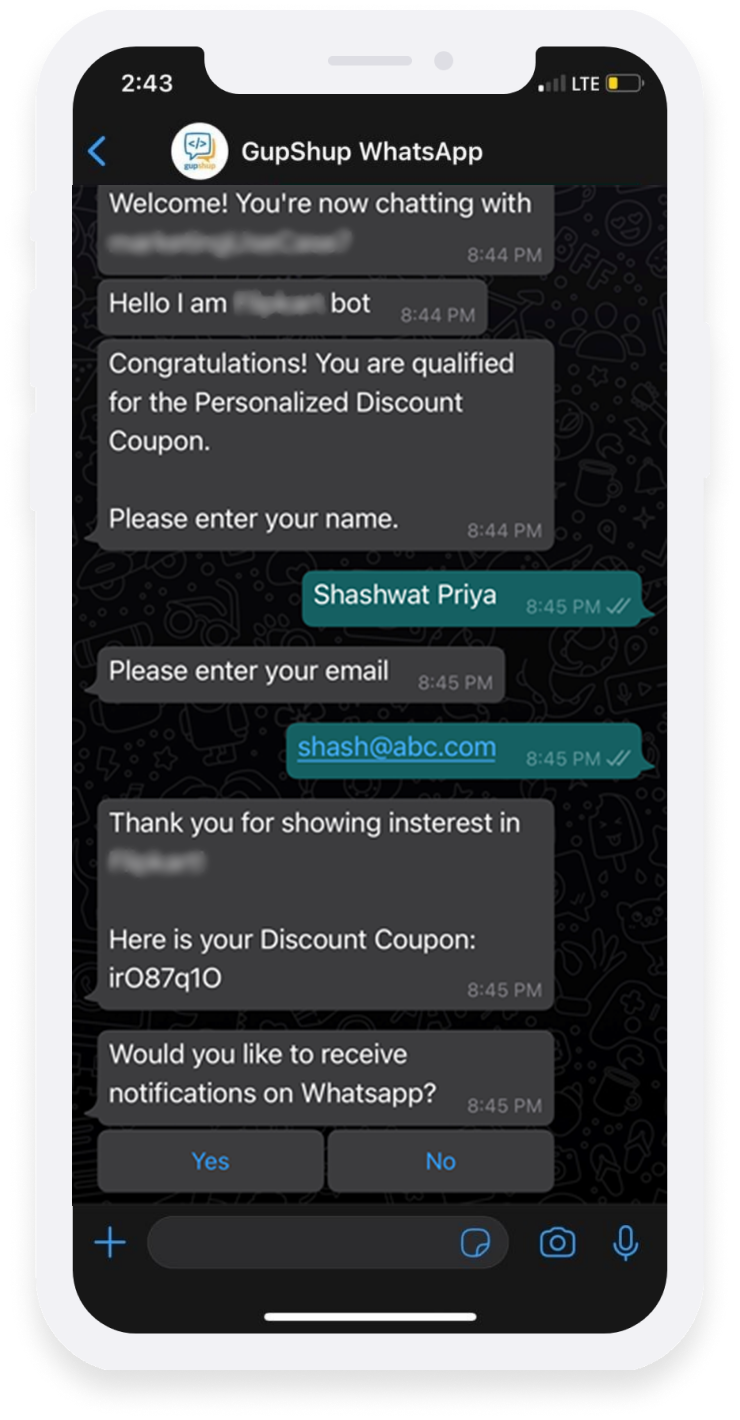 2:43
LTE
</>
gupshup
GupShup WhatsApp
Welcome! You're now chatting with
8:44 PM
Hello I am bot
8:44 PM
Congratulations! You are qualified
for the Personalized Discount
Coupon.
Please enter your name.
8:44 PM
Shashwat Priya
8:45 PM
Please enter your email
8:45 PM
shash@abc.com
8:45 PM
Thank you for showing insterest in
Here is your Discount Coupon:
irO87q1O
8:45 PM
Would you like to receive
notifications on Whatsapp?
8:45 PM
Yes
No